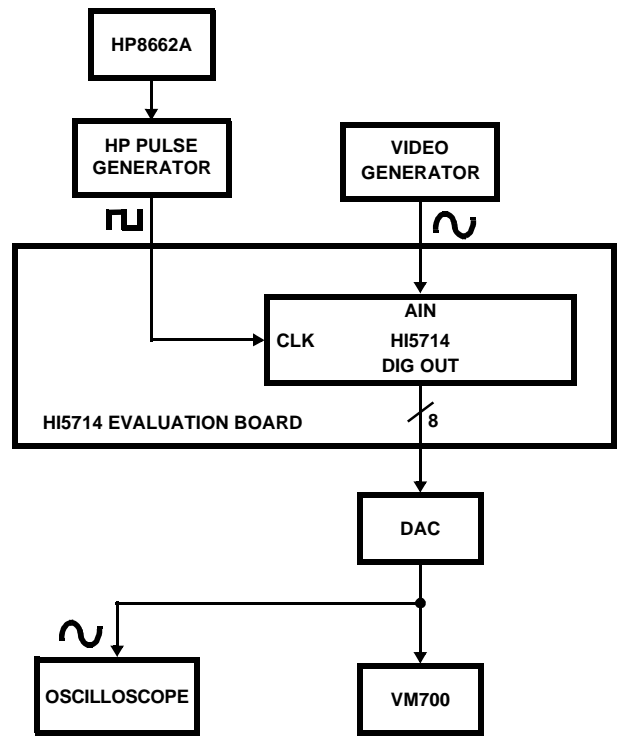 HP8662A
HP PULSE
GENERATOR
VIDEO
GENERATOR
AIN
CLK
HI5714
DIG OUT
HI5714 EVALUATION BOARD
8
DAC
OSCILLOSCOPE
VM700